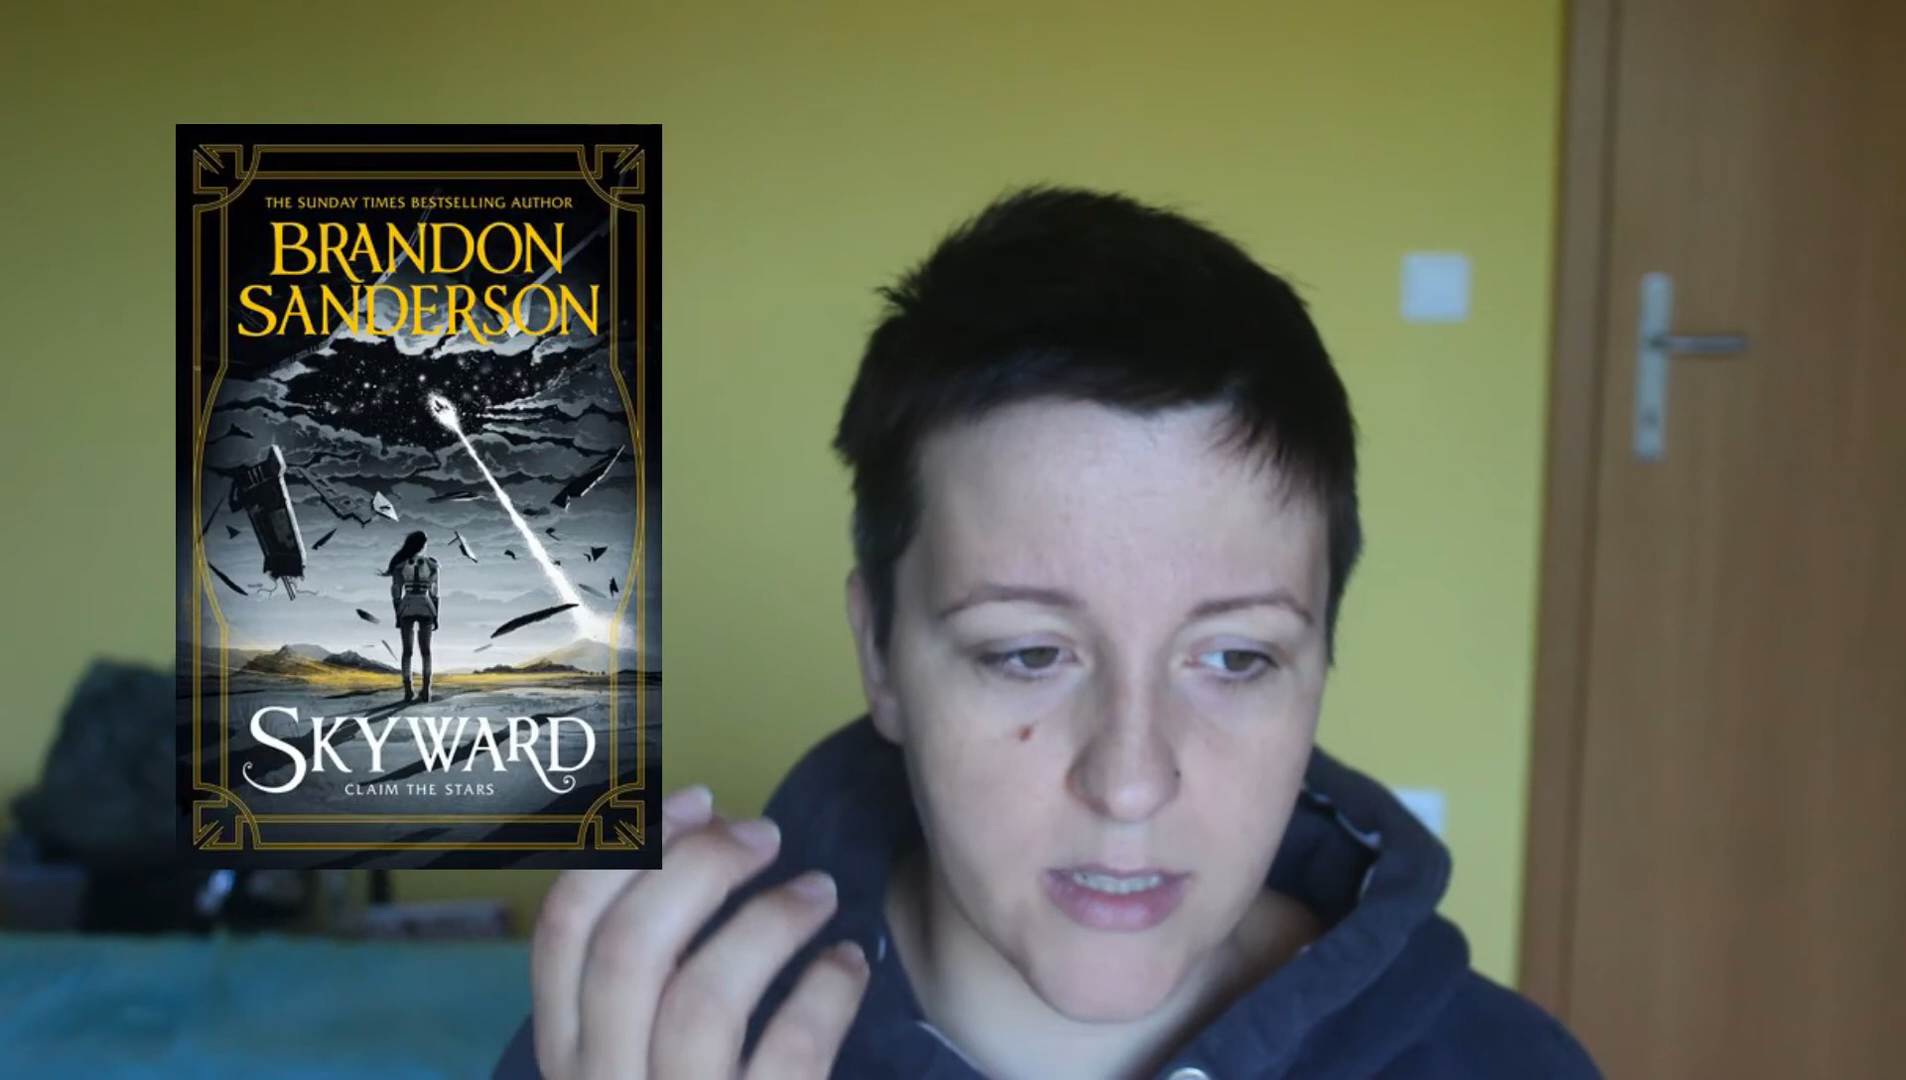 THE SUNDAY TIMES BESTSELLING AUTHOR
BRANDON
SANDERSON
SKYWARD
CLAIM THE STARS